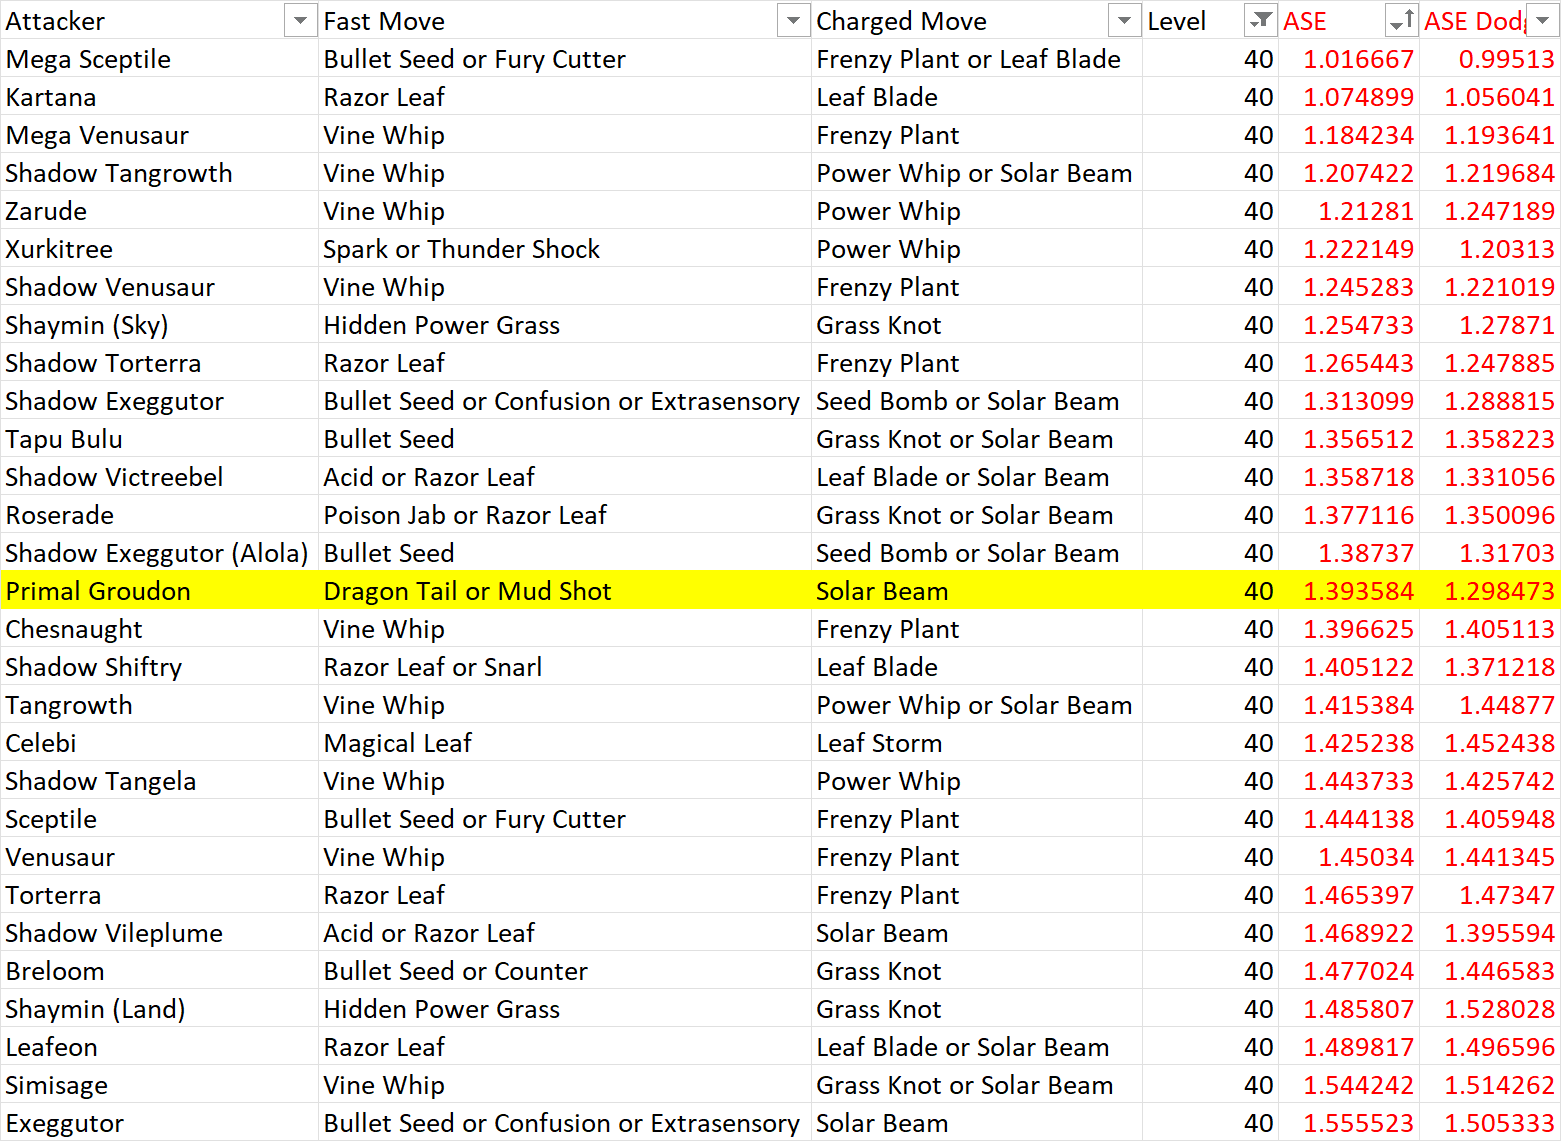 Attacker Fast Move Charged Move Level ASE ASE Dodg
Mega Sceptile Bullet Seed or Fury Cutter Frenzy Plant or Leaf Blade 40 1.016667 0.99513
Kartana Razor Leaf Leaf Blade 40 1.074899 1.056041
Mega Venusaur Vine Whip Frenzy Plant 40 1.184234 1.193641
Shadow Tangrowth Vine Whip Power Whip or Solar Beam 40 1.207422 1.219684
Zarude Vine Whip Power Whip 40 1.21281 1.247189
Xurkitree Spark or Thunder Shock Power Whip 40 1.222149 1.20313
Shadow Venusaur Vine Whip Frenzy Plant 40 1.245283 1.221019
Shaymin (Sky) Hidden Power Grass Grass Knot 40 1.254733 1.27871
Shadow Torterra Razor Leaf Frenzy Plant 40 1.265443 1.247885
Shadow Exeggutor Bullet Seed or Confusion or Extrasensory Seed Bomb or Solar Beam 40 1.313099 1.288815
Tapu Bulu Bullet Seed Grass Knot or Solar Beam 40 1.356512 1.358223
Shadow Victreebel Acid or Razor Leaf Leaf Blade or Solar Beam 40 1.358718 1.331056
Roserade Poison Jab or Razor Leaf Grass Knot or Solar Beam 40 1.377116 1.350096
Shadow Exeggutor (Alola) Bullet Seed Seed Bomb or Solar Beam 40 1.38737 1.31703
Primal Groudon Dragon Tail or Mud Shot Solar Beam 40 1.393584 1.298473
Chesnaught Vine Whip Frenzy Plant 40 1.396625 1.405113
Shadow Shiftry Razor Leaf or Snarl Leaf Blade 40 1.405122 1.371218
Tangrowth Vine Whip Power Whip or Solar Beam 40 1.415384 1.44877
Celebi Magical Leaf Leaf Storm 40 1.425238 1.452438
Shadow Tangela Vine Whip Power Whip 40 1.443733 1.425742
Sceptile Bullet Seed or Fury Cutter Frenzy Plant 40 1.444138 1.405948
Venusaur Vine Whip Frenzy Plant 40 1.45034 1.441345
Torterra Razor Leaf Frenzy Plant 40 1.465397 1.47347
Shadow Vileplume Acid or Razor Leaf Solar Beam 40 1.468922 1.395594
Breloom Bullet Seed or Counter Grass Knot 40 1.477024 1.446583
Shaymin (Land) Hidden Power Grass Grass Knot 40 1.485807 1.528028
Leafeon Razor Leaf Leaf Blade or Solar Beam 40 1.489817 1.496596
Simisage Vine Whip Grass Knot or Solar Beam 40 1.544242 1.514262
Exeggutor Bullet Seed or Confusion or Extrasensory Solar Beam 40 1.555523 1.505333